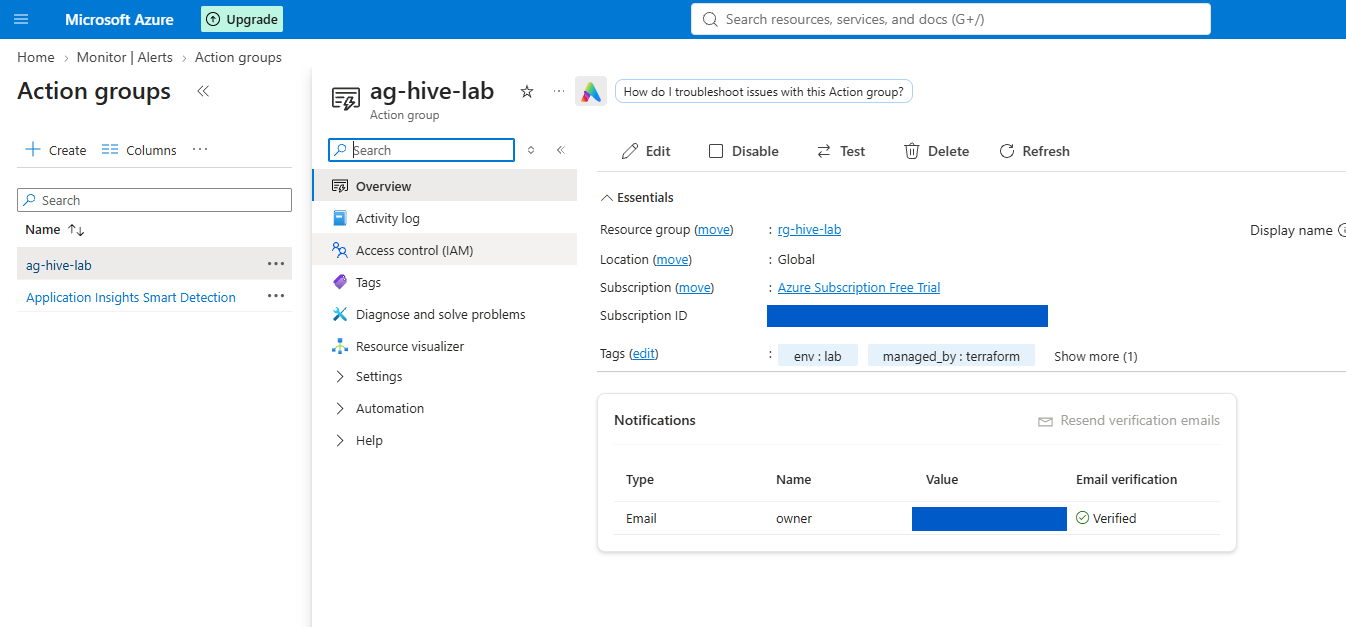 Microsoft Azure
Upgrade
Search resources, services, and docs (G+/)
Home > Monitor | Alerts > Action groups
Action groups
Create
Columns
Search
Name
ag-hive-lab
Application Insights Smart Detection
ag-hive-lab
Action group
How do I troubleshoot issues with this Action group?
Search
Overview
Activity log
Access control (IAM)
Tags
Diagnose and solve problems
Resource visualizer
Settings
Automation
Help
Edit
Disable
Test
Delete
Refresh
Essentials
Resource group (move) : rg-hive-lab
Display name
Location (move) : Global
Subscription (move) : Azure Subscription Free Trial
Subscription ID
Tags (edit) : env : lab managed_by : terraform Show more (1)
Notifications
Resend verification emails
Type Name Value Email verification
Email owner Verified